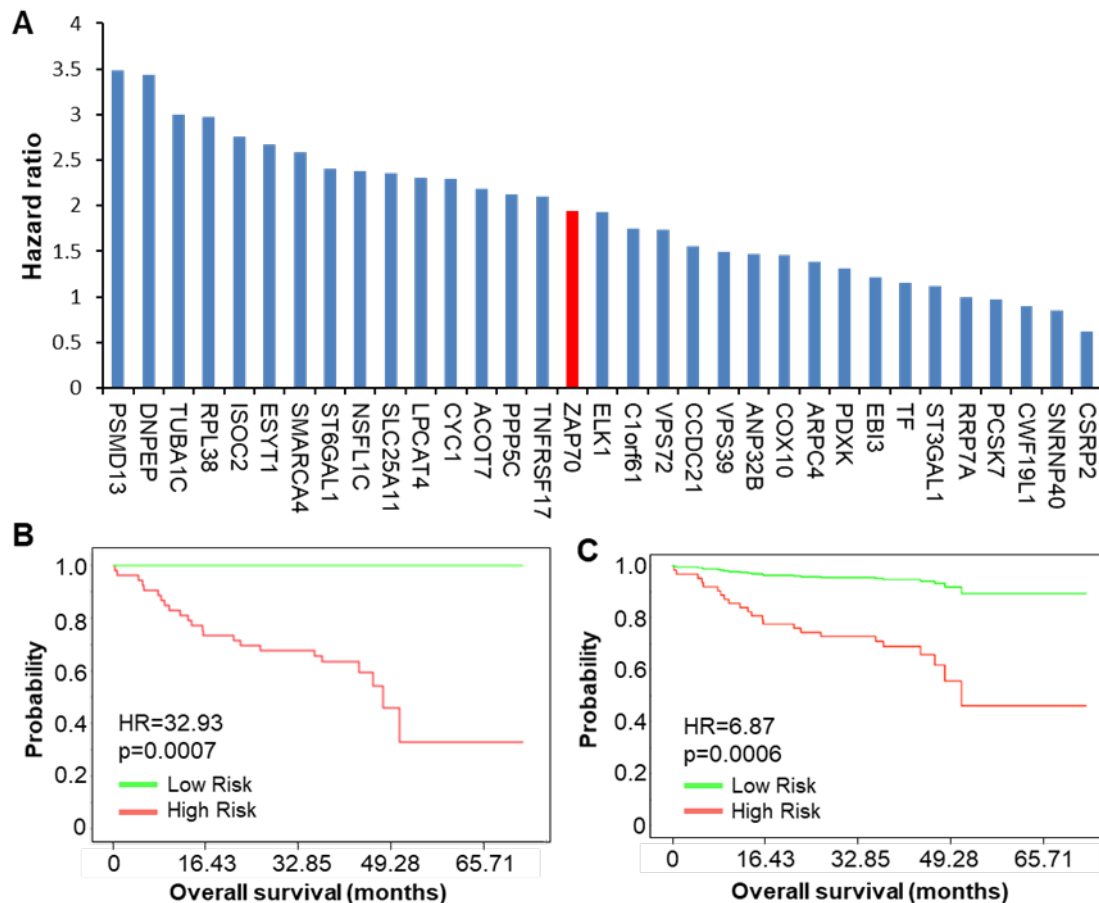 A
4
3.5
3
2.5
2
1.5
1
0.5
0
Hazard ratio
PSMD13
DNPEP
TUBA1C
RPL38
ISOC2
ESYT1
SMARCA4
ST6GAL1
NSFL1C
SLC25A11
LPCAT4
CYC1
ACOT7
PPP5C
TNFRSF17
ZAP70
ELK1
C1orf61
VPS72
CCDC21
VPS39
ANP32B
COX10
ARPC4
PDXK
EBI3
TF
ST3GAL1
RRP7A
PCSK7
CWF19L1
SNRNP40
CSRP2
B
1.0
0.8
0.6
0.4
0.2
0
Probability
HR=32.93
p=0.0007
Low Risk
High Risk
0 16.43 32.85 49.28 65.71
Overall survival (months)
C
1.0
0.8
0.6
0.4
0.2
0
Probability
HR=6.87
p=0.0006
Low Risk
High Risk
0 16.43 32.85 49.28 65.71
Overall survival (months)